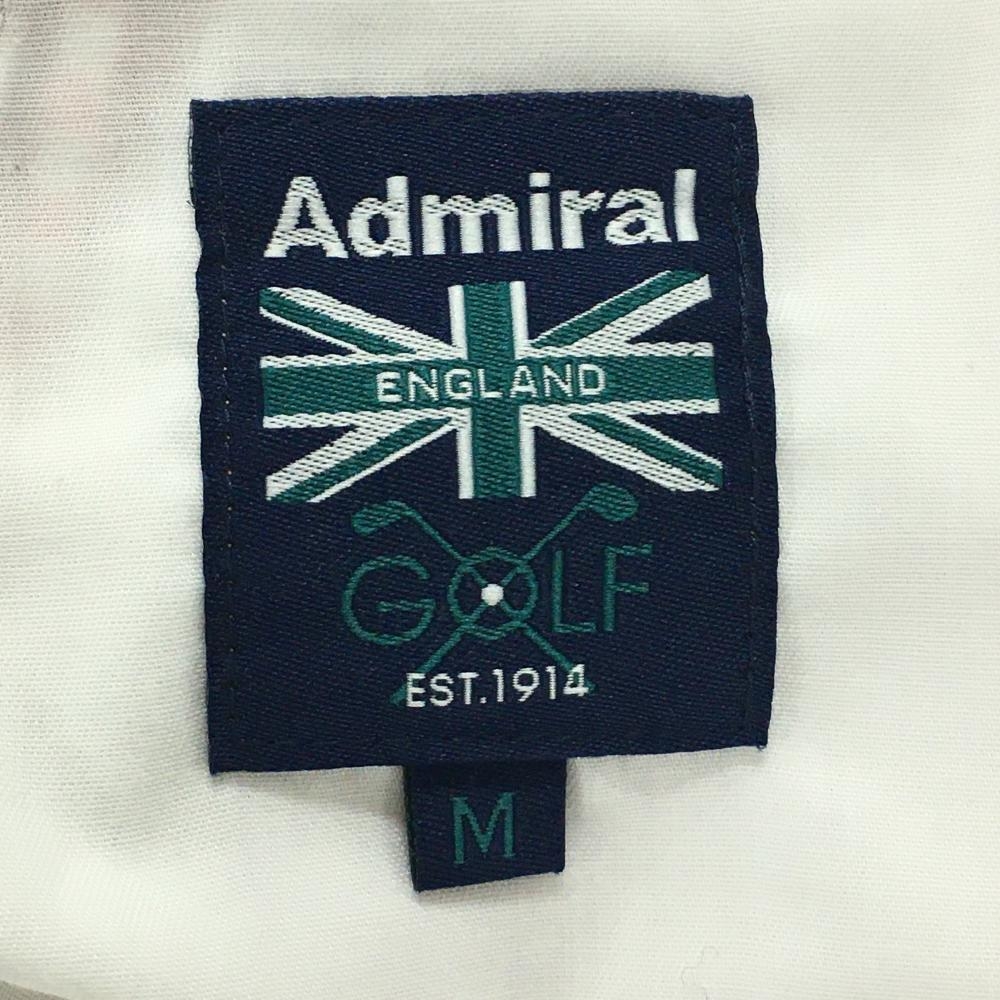 Admiral
ENGLAND
GOLF
EST.1914
M